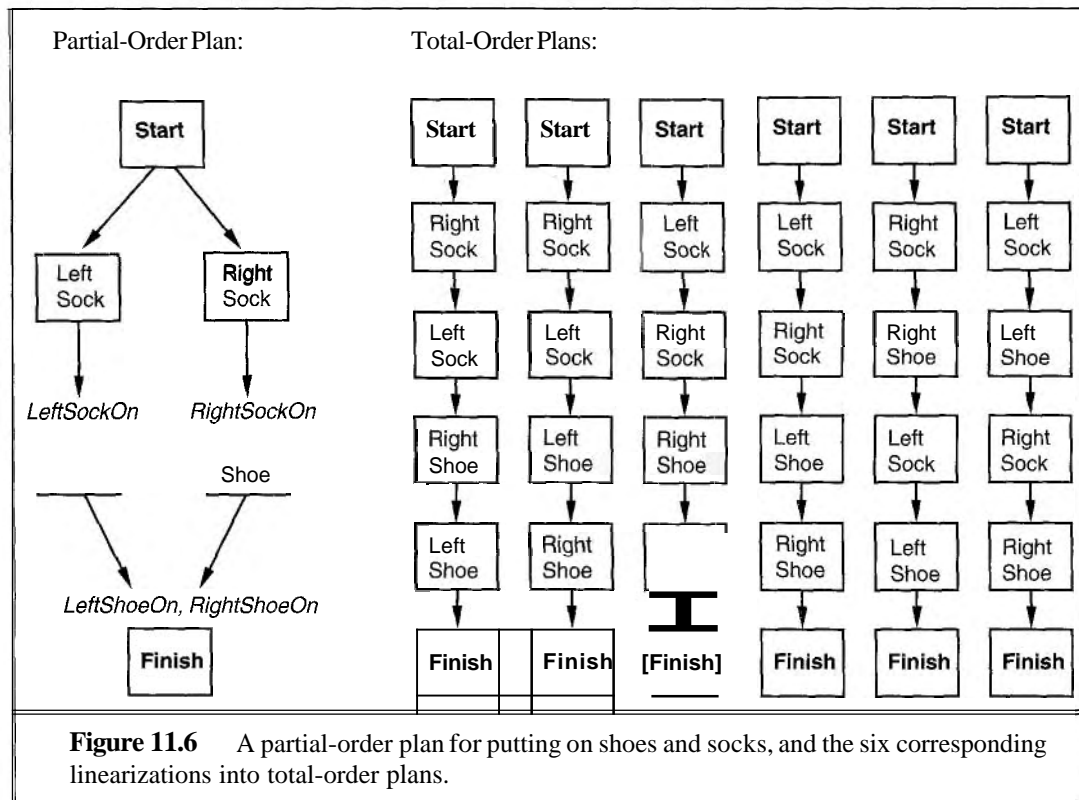 Partial-Order Plan:
Total-Order Plans:
Start
Left
Sock
Right
Sock
LeftSockOn
RightSockOn
Shoe
LeftShoeOn, RightShoeOn
Finish
Start
Right
Sock
Left
Sock
Right
Shoe
Left
Shoe
Finish
Start
Right
Sock
Left
Sock
Left
Shoe
Right
Shoe
Finish
Start
Left
Sock
Right
Sock
Right
Shoe
[Finish]
Start
Left
Sock
Right
Sock
Left
Shoe
Right
Shoe
Finish
Start
Right
Sock
Right
Shoe
Left
Sock
Left
Shoe
Finish
Start
Left
Sock
Left
Shoe
Right
Sock
Right
Shoe
Finish
Figure 11.6 A partial-order plan for putting on shoes and socks, and the six corresponding
linearizations into total-order plans.